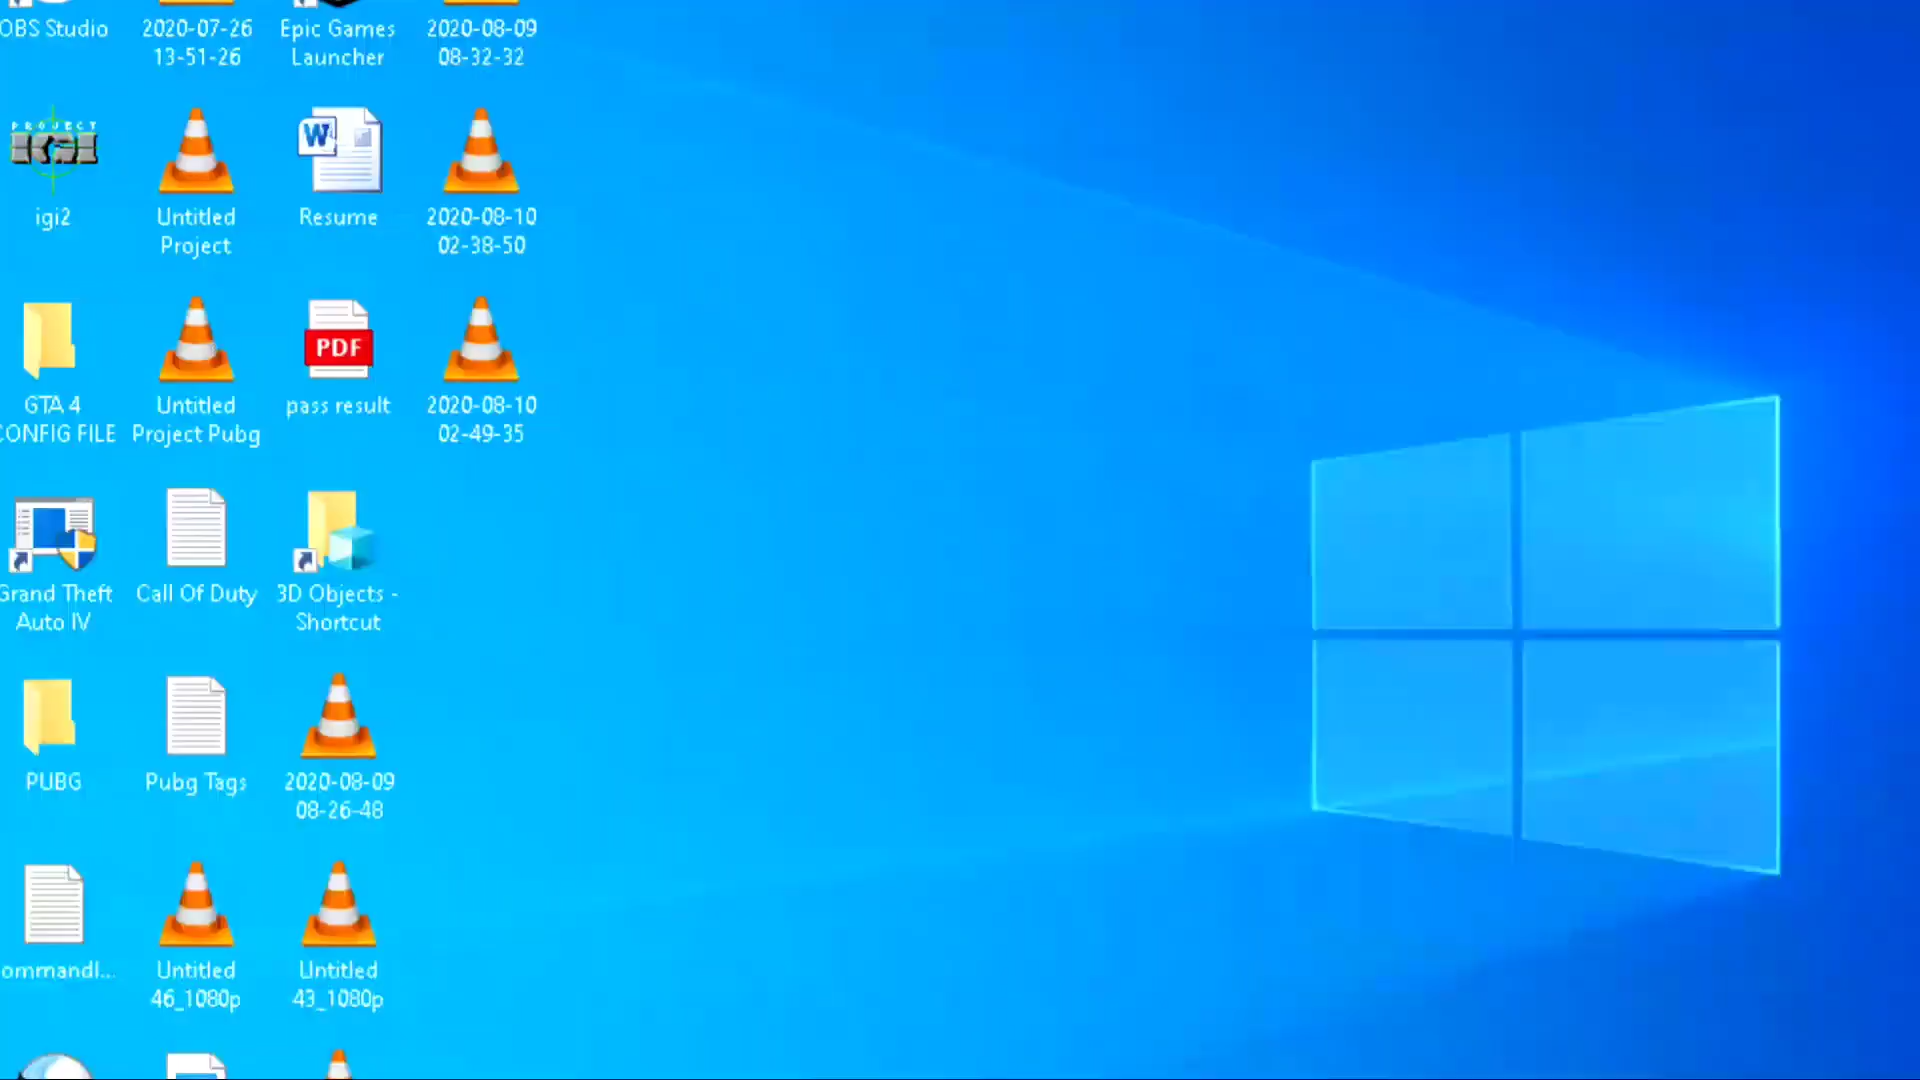 OBS Studio
2020-07-26
13-51-26
Epic Games
Launcher
2020-08-09
08-32-32
PROJECT
IGI
igi2
Untitled
Project
W
Resume
2020-08-10
02-38-50
GTA 4
CONFIG FILE
Untitled
Project Pubg
PDF
pass result
2020-08-10
02-49-35
Grand Theft
Auto IV
Call Of Duty
3D Objects -
Shortcut
PUBG
Pubg Tags
2020-08-09
08-26-48
ommandl...
Untitled
46_1080p
Untitled
43_1080p